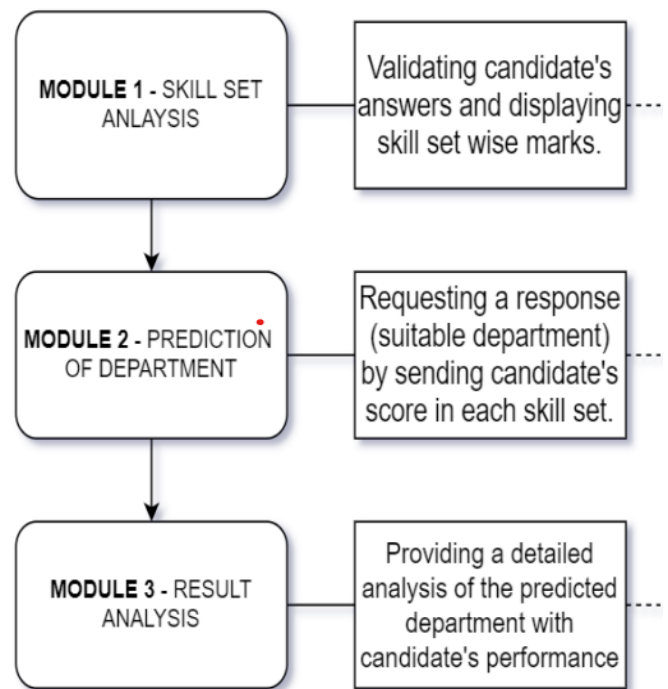 MODULE 1 - SKILL SET
ANLAYSIS
Validating candidate's
answers and displaying
skill set wise marks.
MODULE 2 - PREDICTION
OF DEPARTMENT
Requesting a response
(suitable department)
by sending candidate's
score in each skill set.
MODULE 3 - RESULT
ANALYSIS
Providing a detailed
analysis of the predicted
department with
candidate's performance